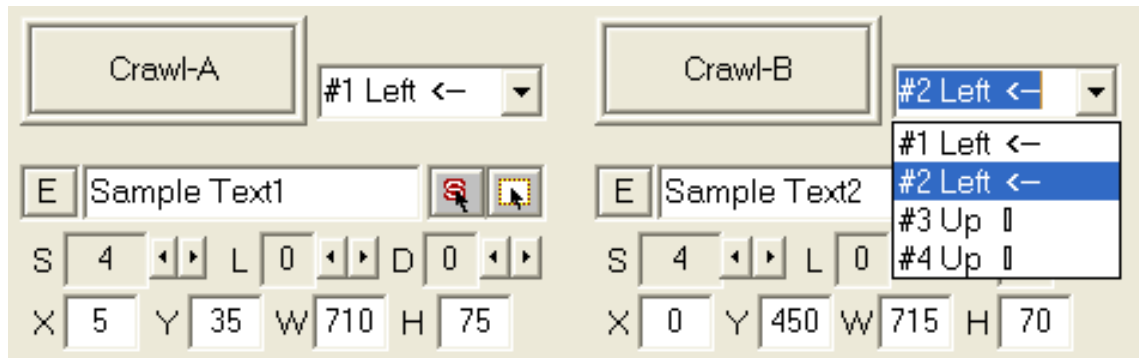 Crawl-A
#1 Left <–
Crawl-B
#2 Left <–
#1 Left <–
#2 Left <–
#3 Up ▯
#4 Up ▯
E Sample Text1
E Sample Text2
S 4 L 0 D 0
S 4 L 0
X 5 Y 35 W 710 H 75
X 0 Y 450 W 715 H 70